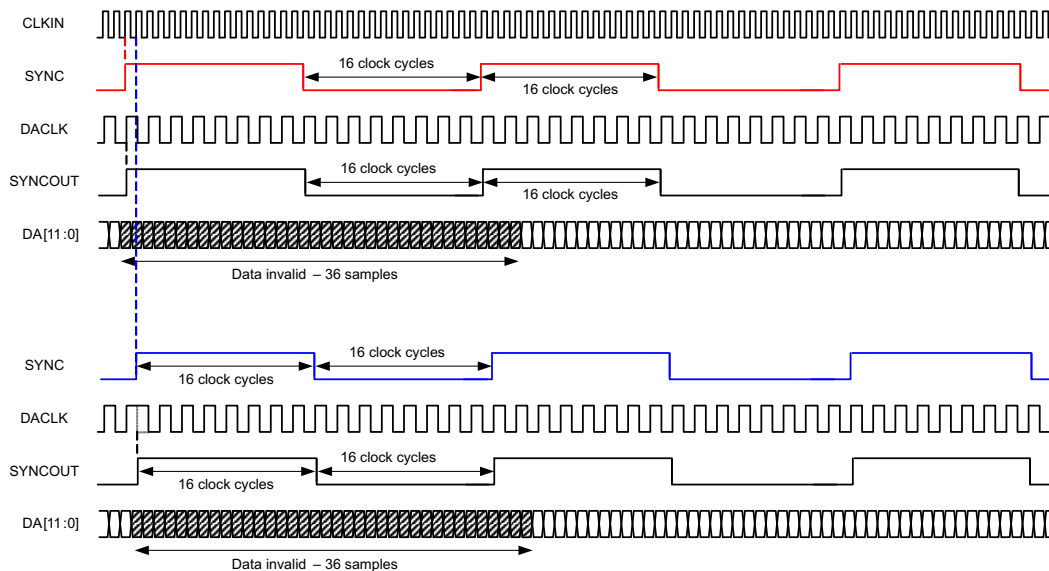 CLKIN
SYNC
16 clock cycles
16 clock cycles
DACLK
SYNCOUT
16 clock cycles
16 clock cycles
DA[11:0]
Data invalid – 36 samples
SYNC
16 clock cycles
16 clock cycles
DACLK
SYNCOUT
16 clock cycles
16 clock cycles
DA[11:0]
Data invalid – 36 samples